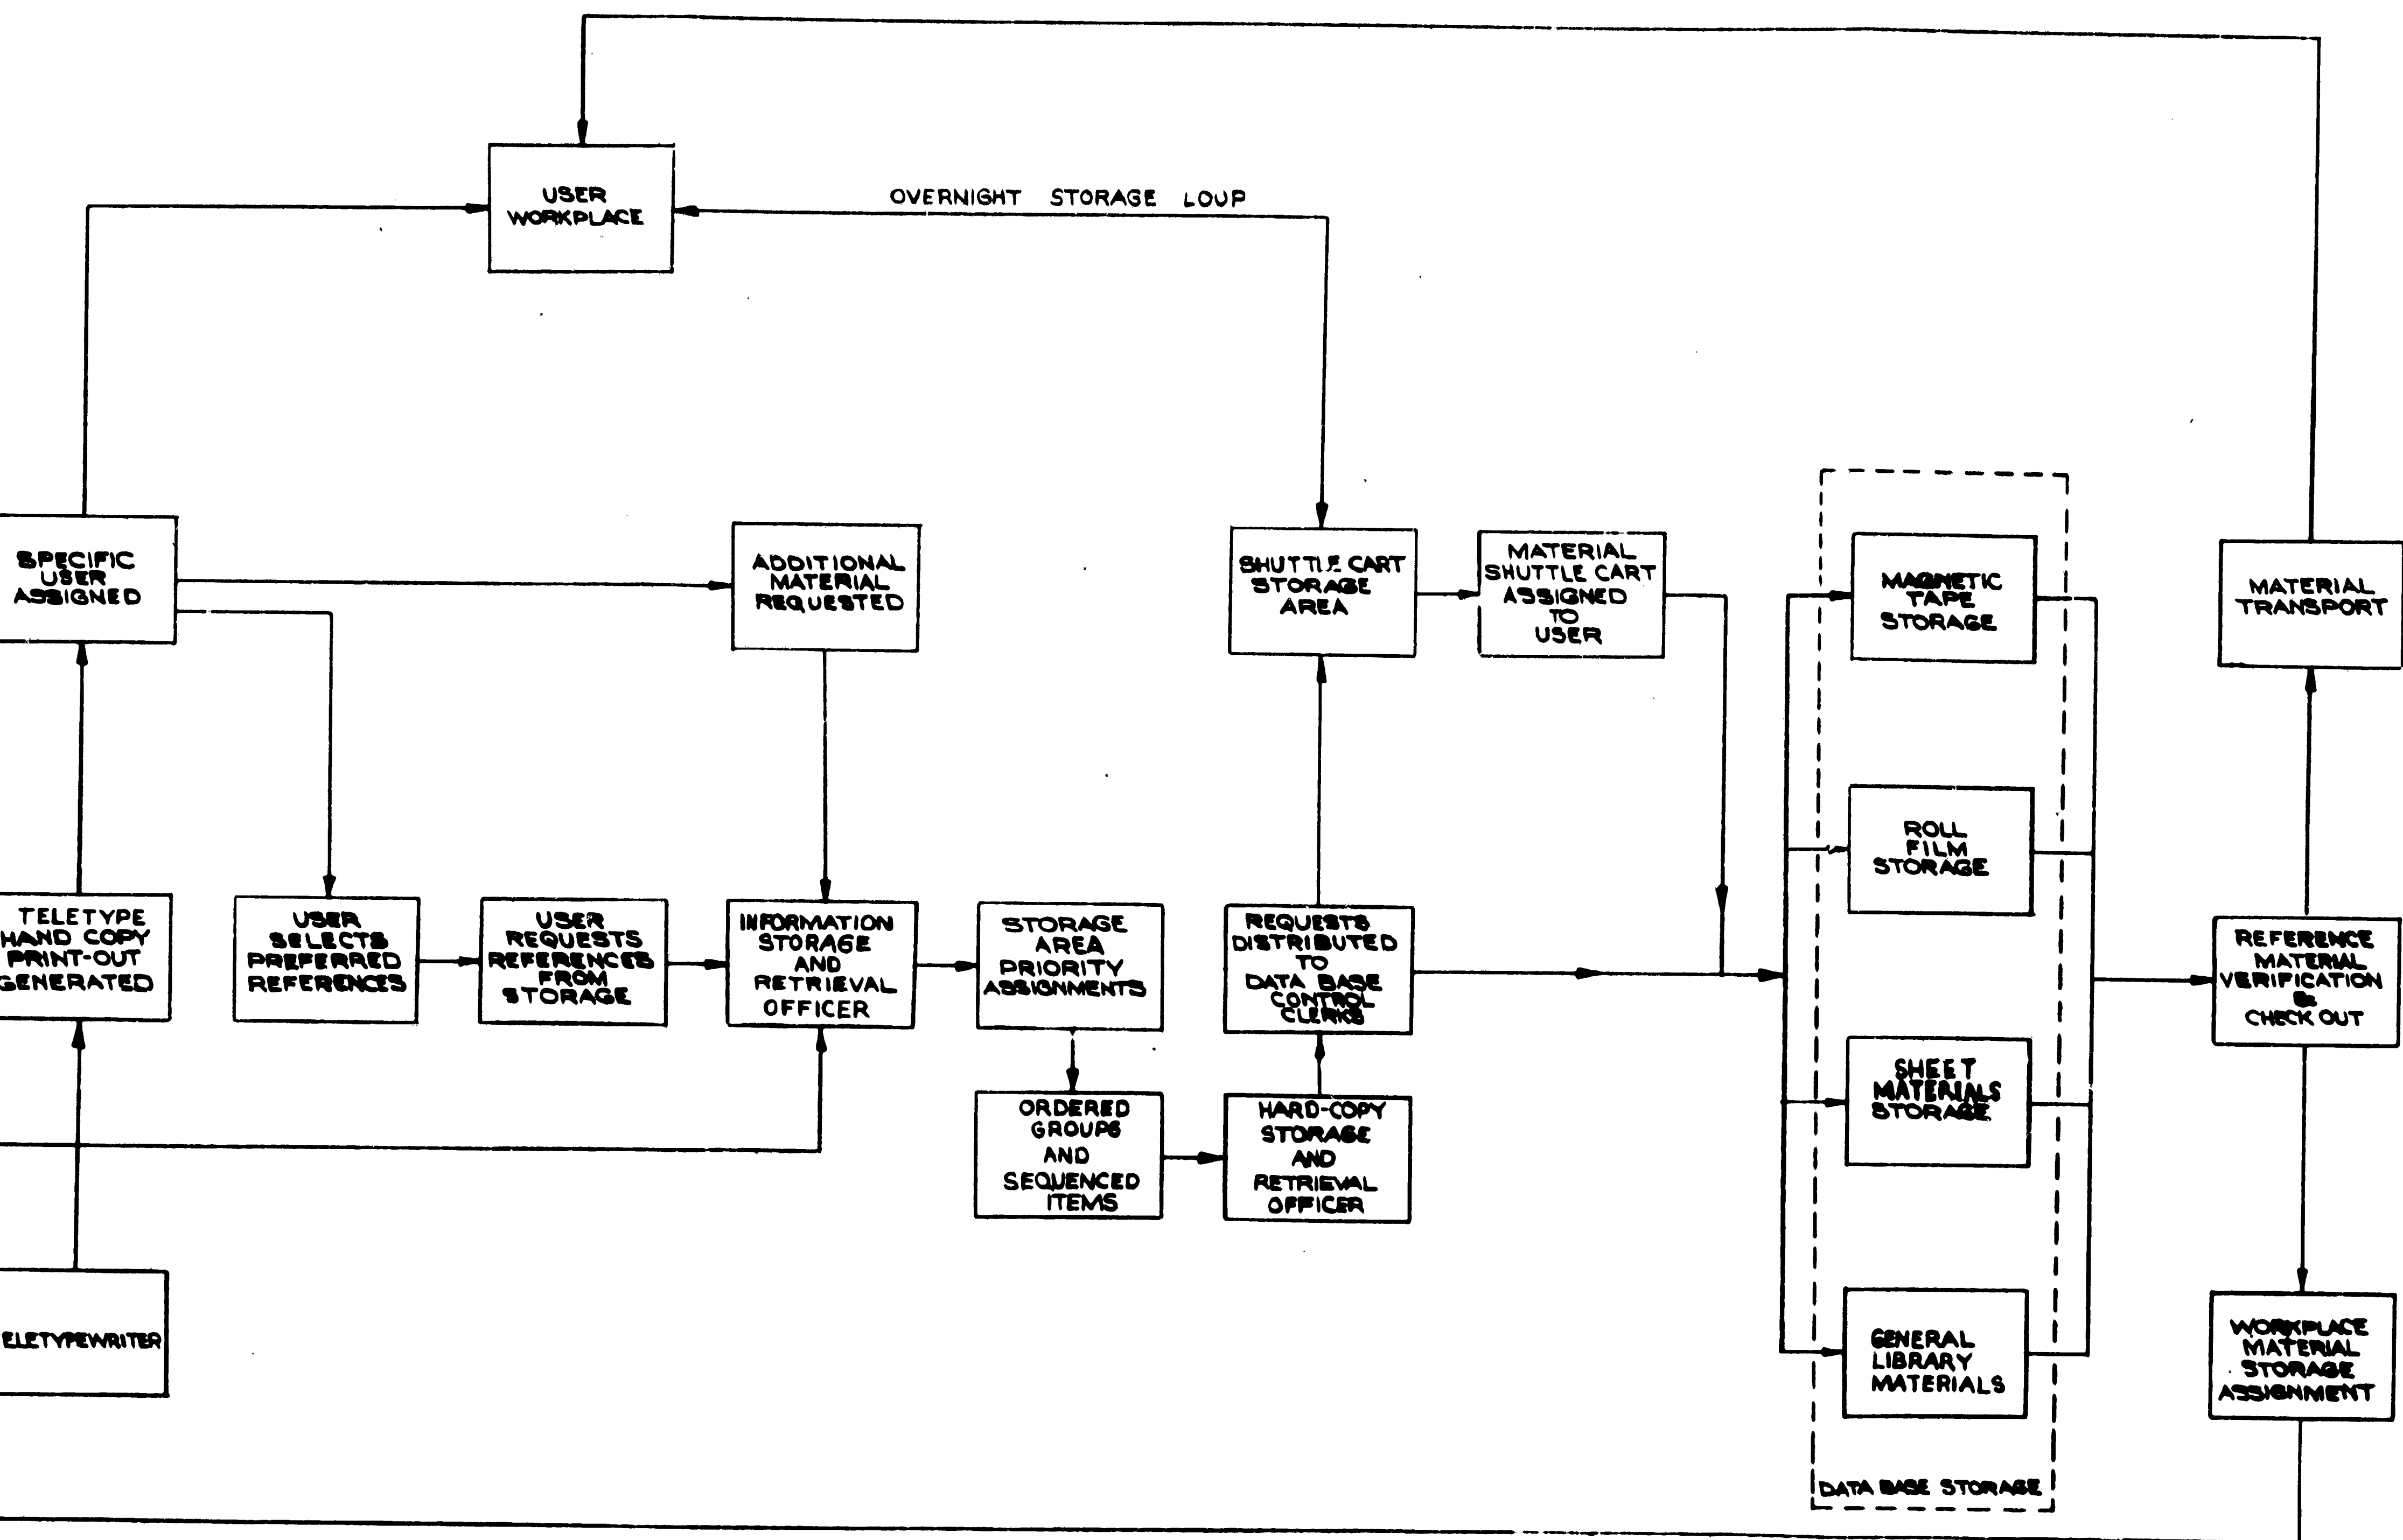 USER
WORKPLACE
OVERNIGHT STORAGE LOUP
SPECIFIC
USER
ASSIGNED
ADDITIONAL
MATERIAL
REQUESTED
SHUTTLE CART
STORAGE
AREA
MATERIAL
SHUTTLE CART
ASSIGNED
TO
USER
MAGNETIC
TAPE
STORAGE
MATERIAL
TRANSPORT
ROLL
FILM
STORAGE
TELETYPE
HAND COPY
PRINT-OUT
GENERATED
USER
SELECTS
PREFERRED
REFERENCES
USER
REQUESTS
REFERENCES
FROM
STORAGE
INFORMATION
STORAGE
AND
RETRIEVAL
OFFICER
STORAGE
AREA
PRIORITY
ASSIGNMENTS
REQUESTS
DISTRIBUTED
TO
DATA BASE
CONTROL
CLERKS
REFERENCE
MATERIAL
VERIFICATION
&
CHECK OUT
SHEET
MATERIALS
STORAGE
ORDERED
GROUPS
AND
SEQUENCED
ITEMS
HARD-COPY
STORAGE
AND
RETRIEVAL
OFFICER
ELETYPEWRITER
GENERAL
LIBRARY
MATERIALS
WORKPLACE
MATERIAL
STORAGE
ASSIGNMENT
DATA BASE STORAGE